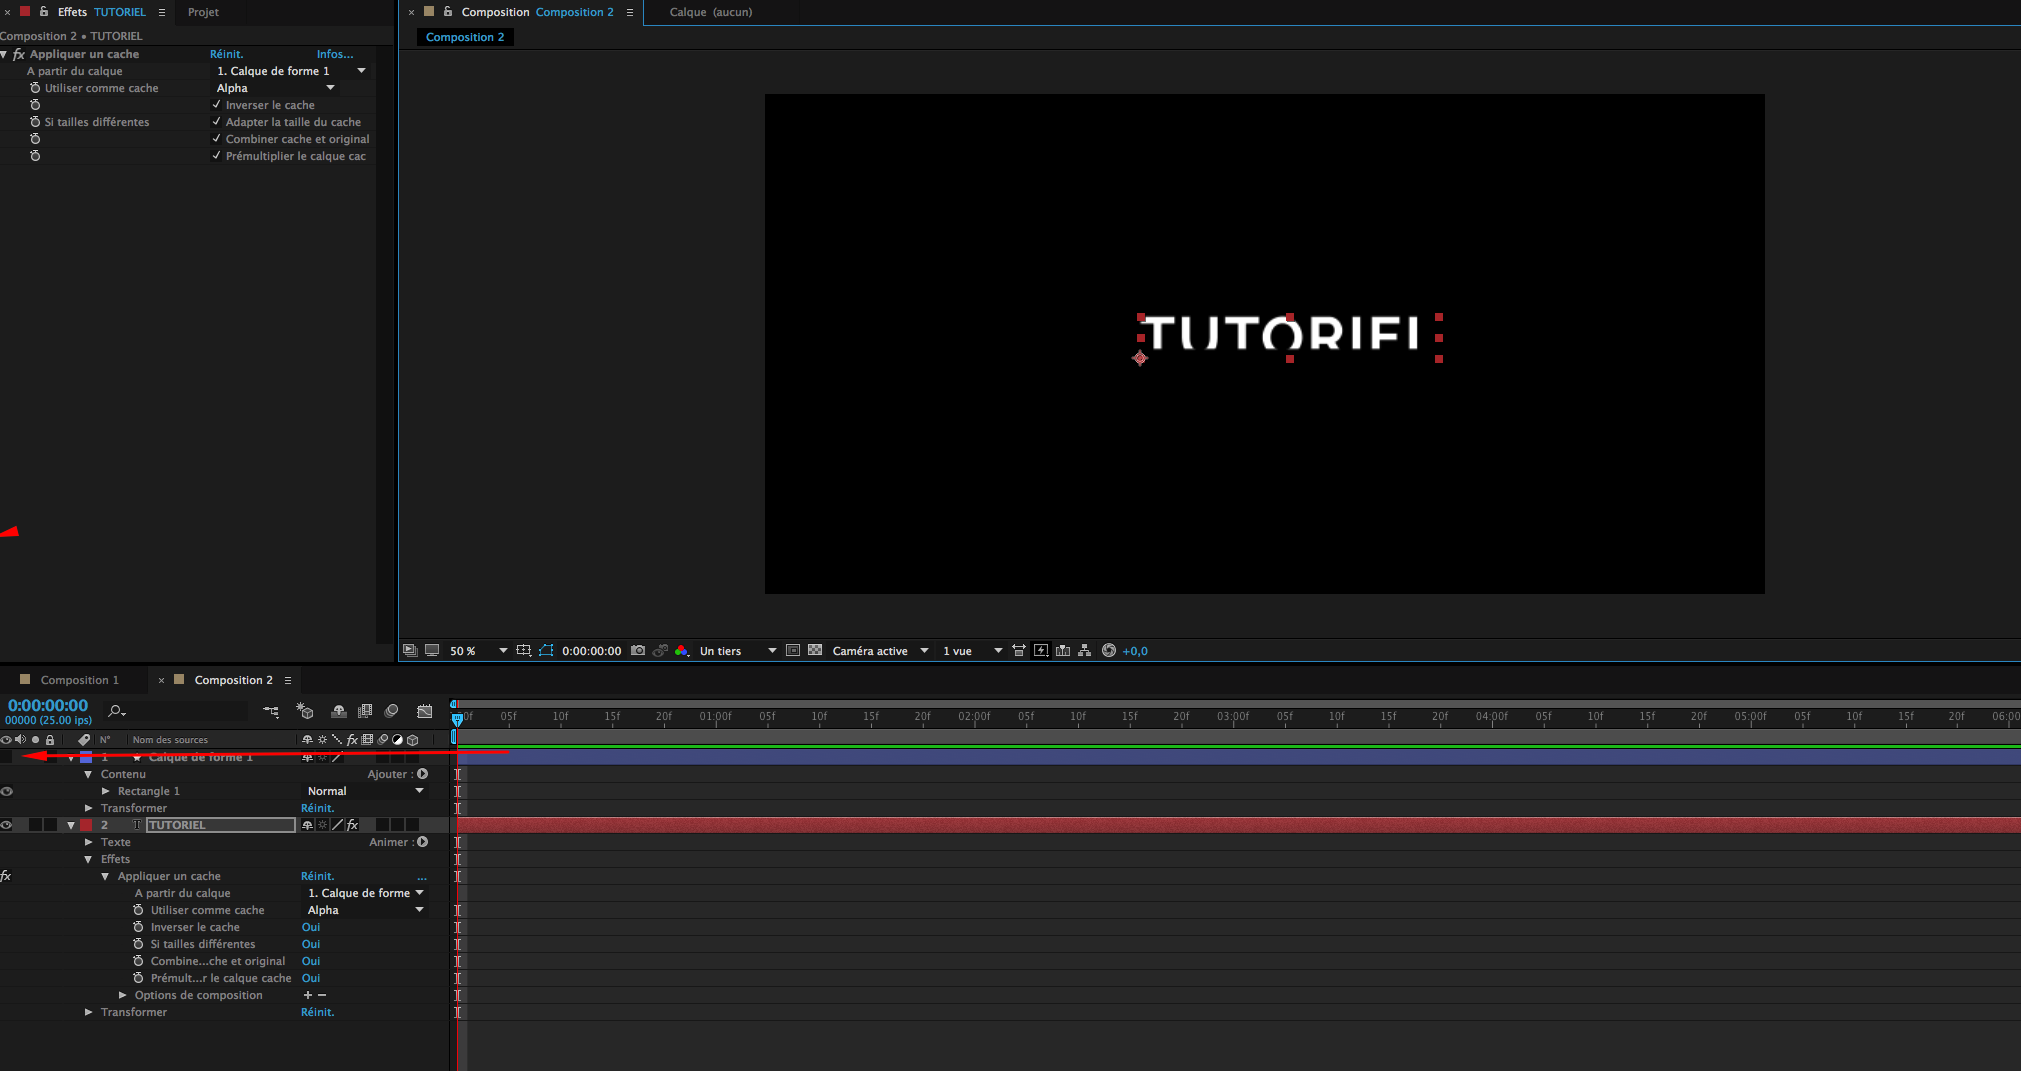 Effets TUTORIEL
Projet
Composition 2 • TUTORIEL
fx Appliquer un cache Réinit. Infos...
A partir du calque 1. Calque de forme 1
Utiliser comme cache Alpha
✓ Inverser le cache
Si tailles différentes ✓ Adapter la taille du cache
✓ Combiner cache et original
✓ Prémultiplier le calque cac
Composition Composition 2
Calque (aucun)
Composition 2
TUTORIEL
50 % 0:00:00:00 Un tiers Caméra active 1 vue +0,0
Composition 1
Composition 2
0:00:00:00
00000 (25.00 ips)
05f 10f 15f 20f 01:00f 05f 10f 15f 20f 02:00f 05f 10f 15f 20f 03:00f 05f 10f 15f 20f 04:00f 05f 10f 15f 20f 05:00f 05f 10f 15f 20f 06:00
N° Nom des sources fx
1 Calque de forme 1
Contenu Ajouter :
Rectangle 1 Normal
Transformer Réinit.
2 T TUTORIEL fx
Texte Animer :
Effets
fx Appliquer un cache Réinit. ...
A partir du calque 1. Calque de forme
Utiliser comme cache Alpha
Inverser le cache Oui
Si tailles différentes Oui
Combine...che et original Oui
Prémult...r le calque cache Oui
Options de composition + −
Transformer Réinit.